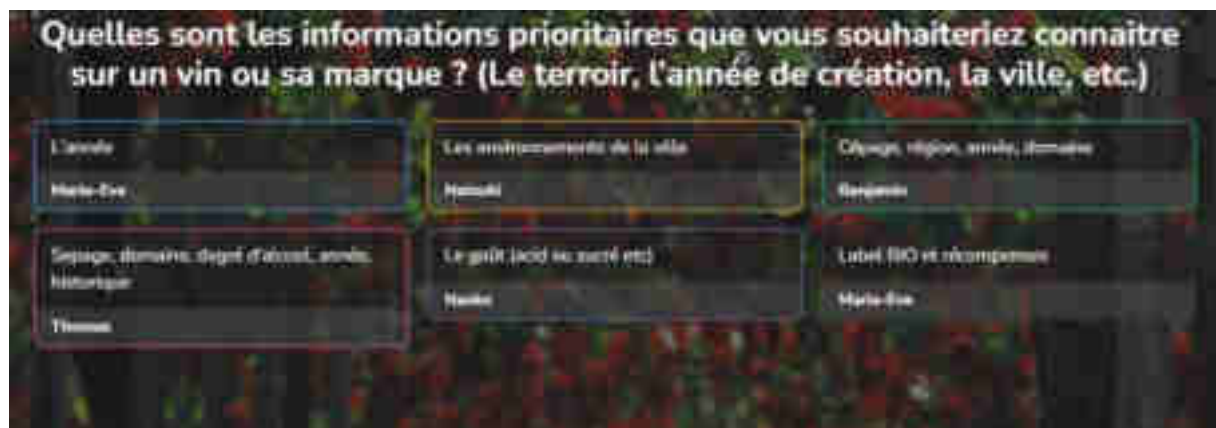 Quelles sont les informations prioritaires que vous souhaiteriez connaitre
sur un vin ou sa marque ? (Le terroir, l'année de création, la ville, etc.)
L'année
Marie-Eve
Les environnements de la ville
Natsuki
Cépage, région, année, domaine
Benjamin
Sepage, domaine, degré d'alcool, année,
historique
Thomas
Le goût (acid ou sucré etc)
Label BIO et récompenses
Marie-Eve